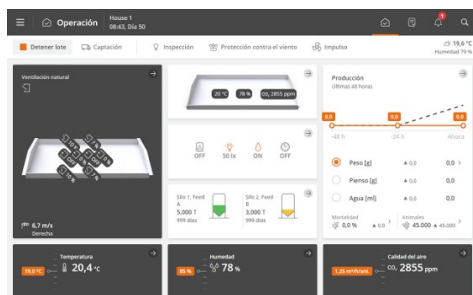 Operación
House 1
08:43, Día 50
Detener lote
Captación
Inspección
Protección contra el viento
Impulso
19,6 °C
Humedad 79 %
Ventilación natural
6,7 m/s
Derecha
20 °C
78 %
CO₂ 2855 ppm
OFF
50 lx
ON
OFF
Silo 1, Feed A
5,000 T
999 días
Silo 2, Feed B
3,000 T
999 días
Producción
Últimas 48 horas
0,0
0,0
0,0
-48 h
-24 h
Ahora
Peso [g]
0,0
0,0
Pienso [g]
0,0
0,0
Agua [ml]
0,0
0,0
Mortalidad
0,0 %
0,0
Animales
45.000
45.000
Temperatura
19,0 °C
20,4 °C
Humedad
85 %
78 %
Calidad del aire
1,25 m³/h/ani.
CO₂ 2855 ppm